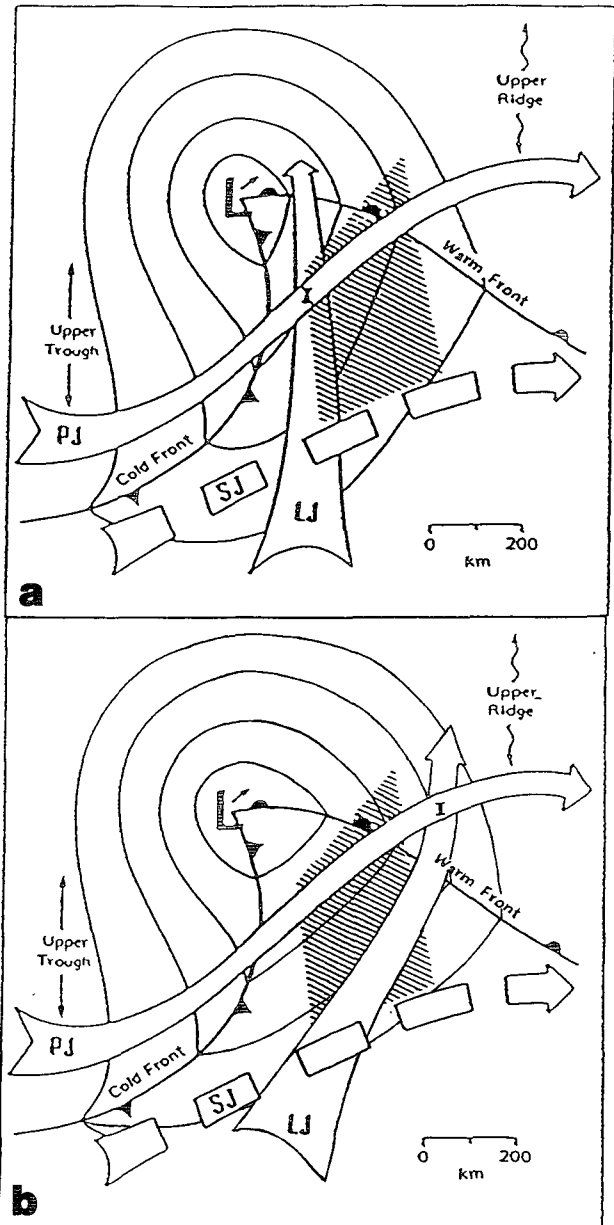 Upper
Ridge
L
Warm Front
I
Upper
Trough
PJ
Cold Front
SJ
LJ
0 200
km
a
Upper
Ridge
L
I
Warm Front
Upper
Trough
PJ
Cold Front
SJ
LJ
0 200
km
b